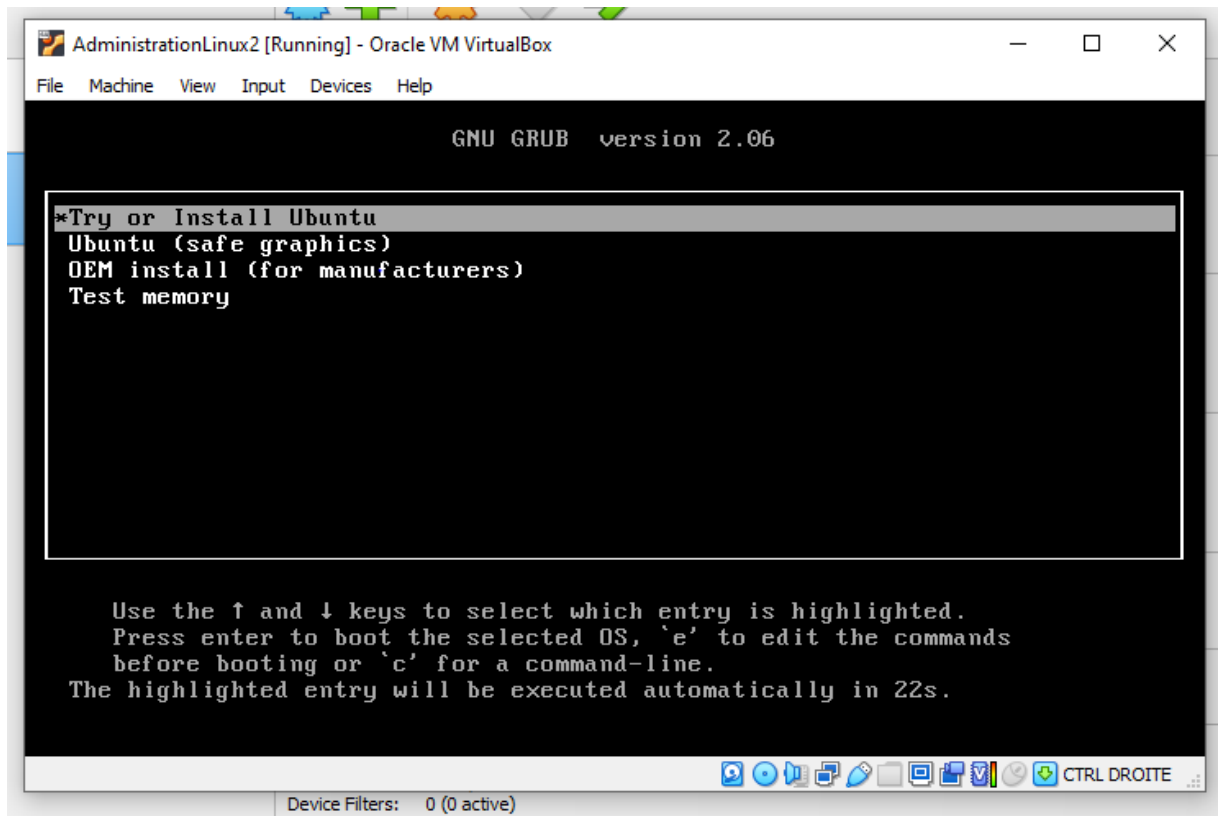 AdministrationLinux2 [Running] - Oracle VM VirtualBox
File Machine View Input Devices Help
GNU GRUB version 2.06
*Try or Install Ubuntu
Ubuntu (safe graphics)
OEM install (for manufacturers)
Test memory
Use the ↑ and ↓ keys to select which entry is highlighted.
Press enter to boot the selected OS, `e' to edit the commands
before booting or `c' for a command-line.
The highlighted entry will be executed automatically in 22s.
CTRL DROITE
Device Filters: 0 (0 active)